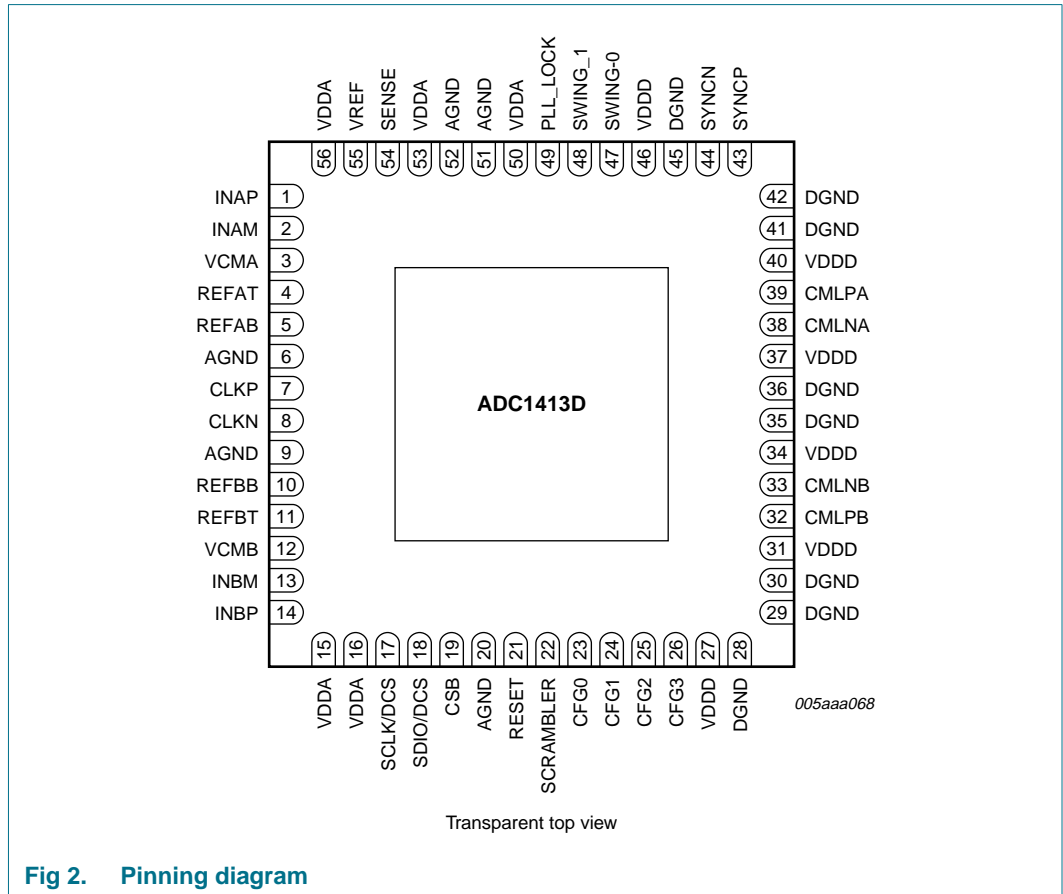 VDDA VREF SENSE VDDA AGND AGND VDDA PLL_LOCK SWING_1 SWING-0 VDDD DGND SYNCN SYNCP
56 55 54 53 52 51 50 49 48 47 46 45 44 43
INAP 1 42 DGND
INAM 2 41 DGND
VCMA 3 40 VDDD
REFAT 4 39 CMLPA
REFAB 5 38 CMLNA
AGND 6 37 VDDD
CLKP 7 36 DGND
ADC1413D
CLKN 8 35 DGND
AGND 9 34 VDDD
REFBB 10 33 CMLNB
REFBT 11 32 CMLPB
VCMB 12 31 VDDD
INBM 13 30 DGND
INBP 14 29 DGND
15 16 17 18 19 20 21 22 23 24 25 26 27 28
VDDA VDDA SCLK/DCS SDIO/DCS CSB AGND RESET SCRAMBLER CFG0 CFG1 CFG2 CFG3 VDDD DGND
005aaa068
Transparent top view
Fig 2. Pinning diagram